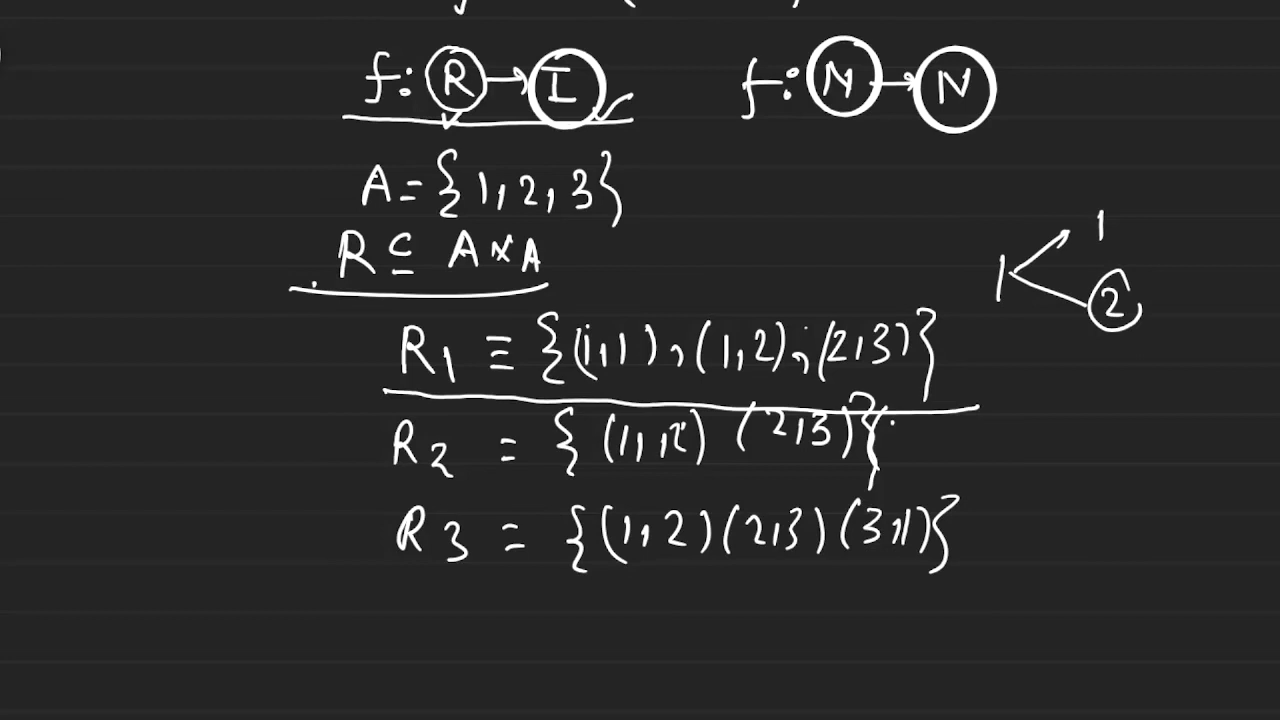 f: R → I f: N → N
A = {1, 2, 3}
R ⊆ A × A
1 1 2
R1 ≡ {(1,1), (1,2), (2,3)}
R2 = { (1,2) (2,3)}
R3 = {(1,2) (2,3) (3,1)}